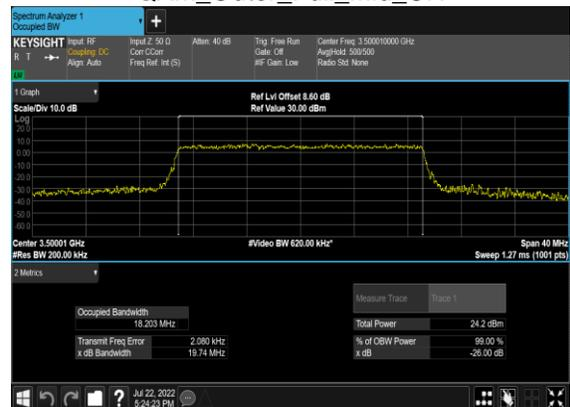 Spectrum Analyzer 1
Occupied BW
KEYSIGHT Input: RF Input Z: 50 Ω Atten: 40 dB Trig: Free Run Center Freq: 3.500010000 GHz
R T Coupling: DC Corr CCorr Gate: Off Avg|Hold: 500/500
Align: Auto Freq Ref: Int (S) #IF Gain: Low Radio Std: None
1 Graph
Ref Lvl Offset 8.60 dB
Scale/Div 10.0 dB Ref Value 30.00 dBm
Log
20.0
10.0
0.00
-10.0
-20.0
-30.0
-40.0
-50.0
-60.0
Center 3.50001 GHz #Video BW 620.00 kHz* Span 40 MHz
#Res BW 200.00 kHz Sweep 1.27 ms (1001 pts)
2 Metrics
Measure Trace Trace 1
Occupied Bandwidth
18.203 MHz
Total Power 24.2 dBm
Transmit Freq Error 2.080 kHz % of OBW Power 99.00 %
x dB Bandwidth 19.74 MHz x dB -26.00 dB
Jul 22, 2022
5:24:23 PM